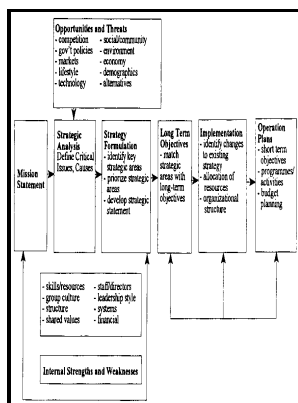 Opportunities and Threats
- competition - social/community
- gov't policies - environment
- markets - economy
- lifestyle - demographics
- technology - alternatives
Mission
Statement
Strategic
Analysis
Define Critical
Issues, Causes
Strategy
Formulation
- identify key
strategic areas
- priorize strategic
areas
- develop strategic
statement
Long Term
Objectives
- match
strategic
areas with
long-term
objectives
Implementation
- identify changes to
existing
strategy
- allocation of
resources
- organizational
structure
Operation
Plans
- short term
objectives
- programmes/
activities
- budget
planning
- skills/resources - staff/directors
- group culture - leadership style
- structure - systems
- shared values - financial
Internal Strengths and Weaknesses